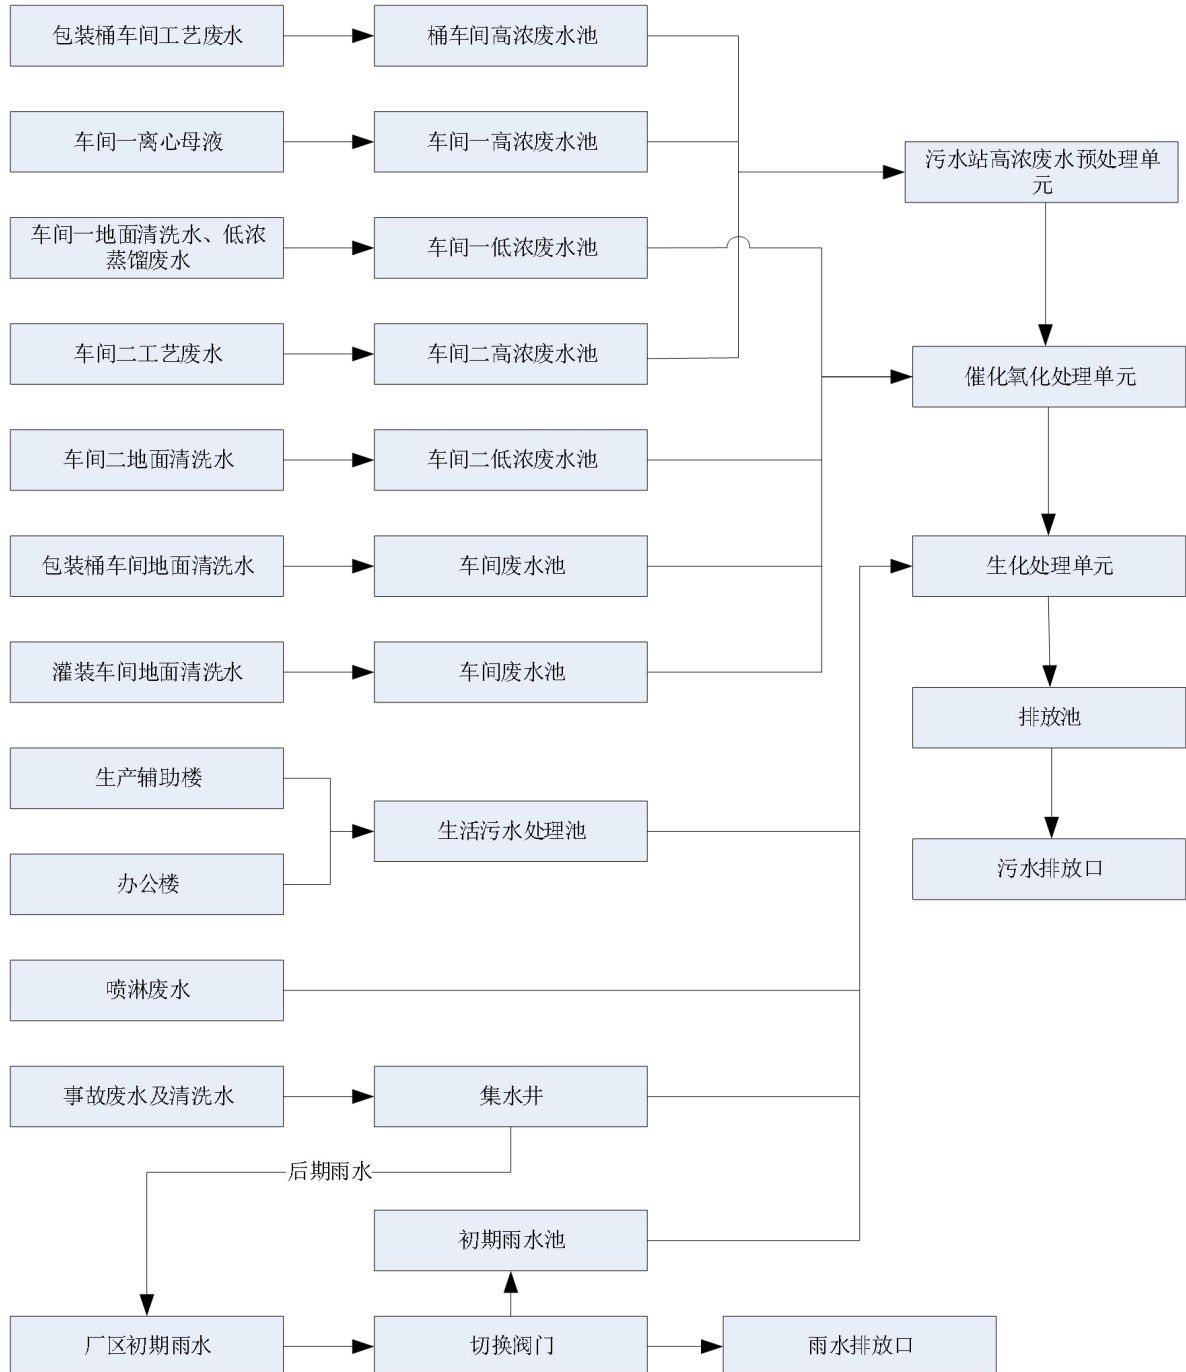 包装桶车间工艺废水
桶车间高浓废水池
车间一离心母液
车间一高浓废水池
污水站高浓废水预处理单
元
车间一地面清洗水、低浓
蒸馏废水
车间一低浓废水池
车间二工艺废水
车间二高浓废水池
催化氧化处理单元
车间二地面清洗水
车间二低浓废水池
包装桶车间地面清洗水
车间废水池
生化处理单元
灌装车间地面清洗水
车间废水池
排放池
生产辅助楼
生活污水处理池
办公楼
污水排放口
喷淋废水
事故废水及清洗水
集水井
后期雨水
初期雨水池
厂区初期雨水
切换阀门
雨水排放口